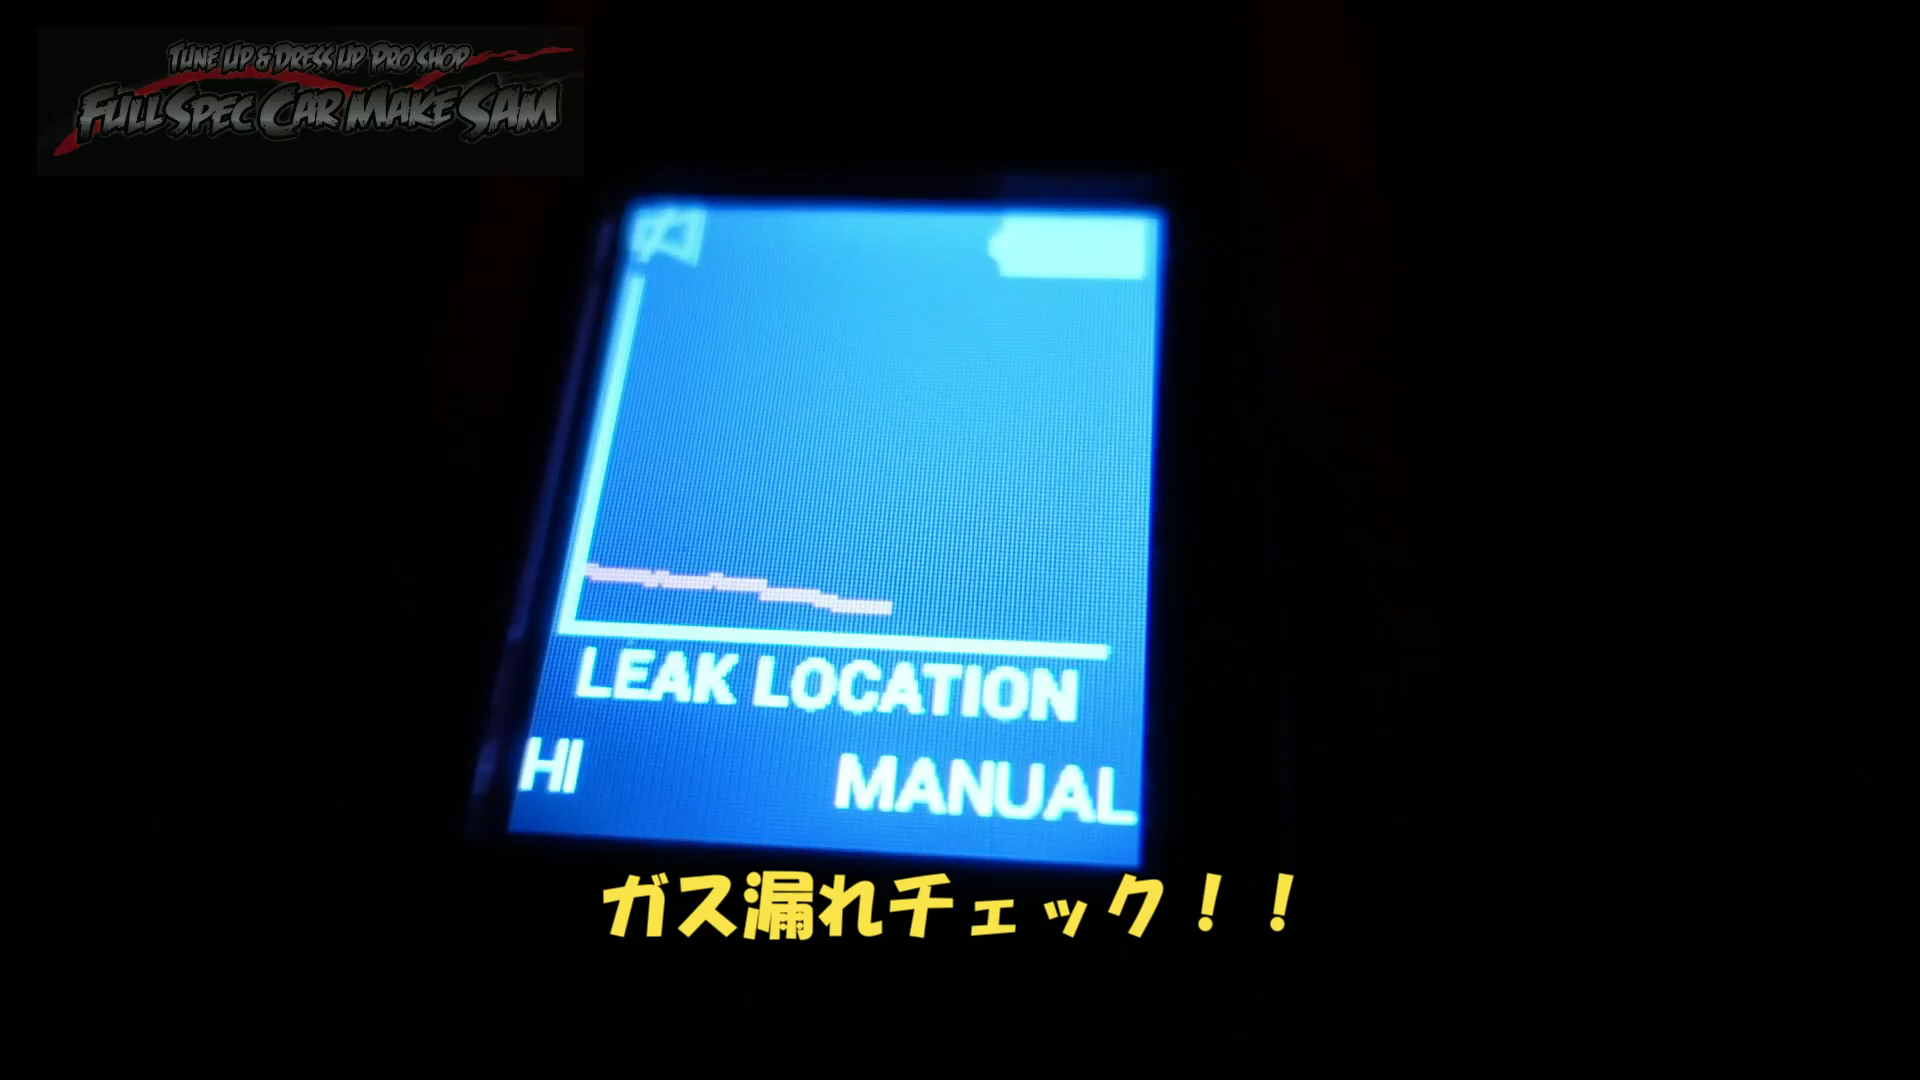 TUNE UP & DRESS UP PRO SHOP
FULL SPEC CAR MAKE SAM
LEAK LOCATION
HI MANUAL
ガス漏れチェック！！